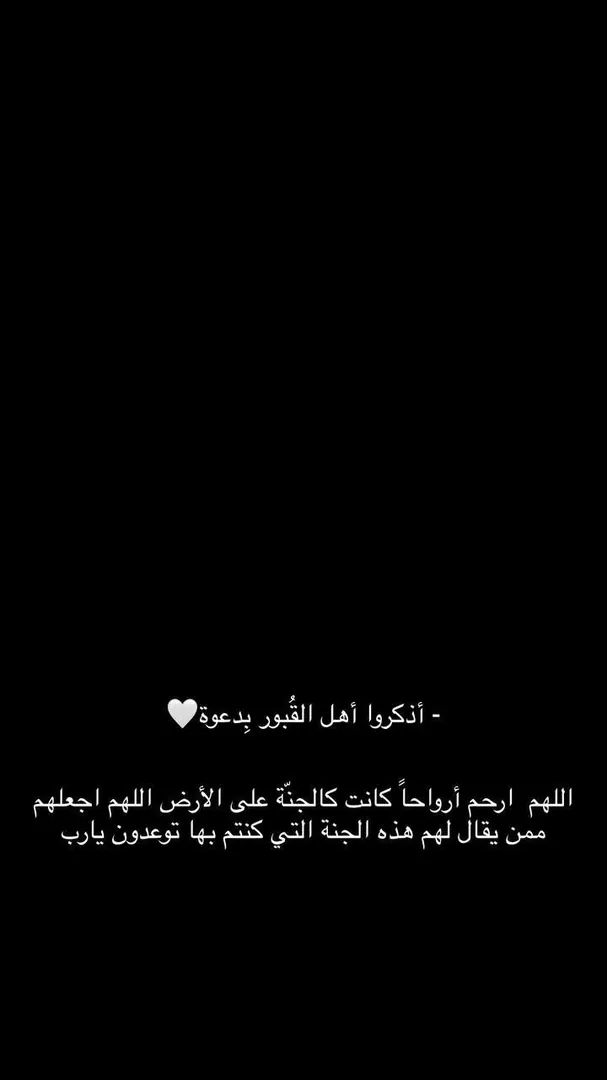 - أذكروا أهل القُبور بِدعوة🤍
اللهم ارحم أرواحاً كانت كالجنّة على الأرض اللهم اجعلهم
ممن يقال لهم هذه الجنة التي كنتم بها توعدون يارب